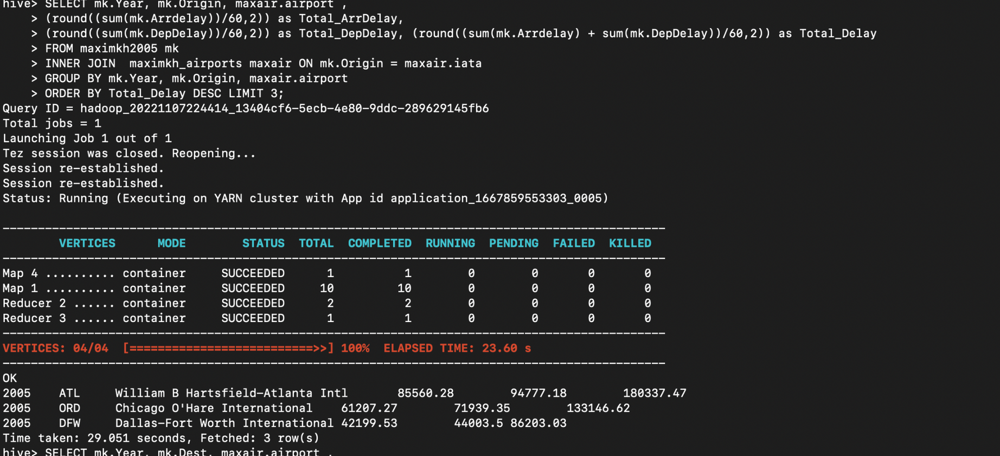 hive> SELECT mk.Year, mk.Origin, maxair.airport ,
    > (round((sum(mk.Arrdelay))/60,2)) as Total_ArrDelay,
    > (round((sum(mk.DepDelay))/60,2)) as Total_DepDelay, (round((sum(mk.Arrdelay) + sum(mk.DepDelay))/60,2)) as Total_Delay
    > FROM maximkh2005 mk
    > INNER JOIN  maximkh_airports maxair ON mk.Origin = maxair.iata
    > GROUP BY mk.Year, mk.Origin, maxair.airport
    > ORDER BY Total_Delay DESC LIMIT 3;
Query ID = hadoop_20221107224414_13404cf6-5ecb-4e80-9ddc-289629145fb6
Total jobs = 1
Launching Job 1 out of 1
Tez session was closed. Reopening...
Session re-established.
Session re-established.
Status: Running (Executing on YARN cluster with App id application_1667859553303_0005)
----------------------------------------------------------------------------------------------
        VERTICES      MODE        STATUS  TOTAL  COMPLETED  RUNNING  PENDING  FAILED  KILLED
----------------------------------------------------------------------------------------------
Map 4 .......... container     SUCCEEDED      1          1        0        0       0       0
Map 1 .......... container     SUCCEEDED     10         10        0        0       0       0
Reducer 2 ...... container     SUCCEEDED      2          2        0        0       0       0
Reducer 3 ...... container     SUCCEEDED      1          1        0        0       0       0
----------------------------------------------------------------------------------------------
VERTICES: 04/04  [==========================>>] 100%  ELAPSED TIME: 23.60 s
----------------------------------------------------------------------------------------------
OK
2005    ATL     William B Hartsfield-Atlanta Intl       85560.28        94777.18        180337.47
2005    ORD     Chicago O'Hare International    61207.27        71939.35        133146.62
2005    DFW     Dallas-Fort Worth International 42199.53        44003.5 86203.03
Time taken: 29.051 seconds, Fetched: 3 row(s)
hive> SELECT mk.Year, mk.Dest, maxair.airport ,